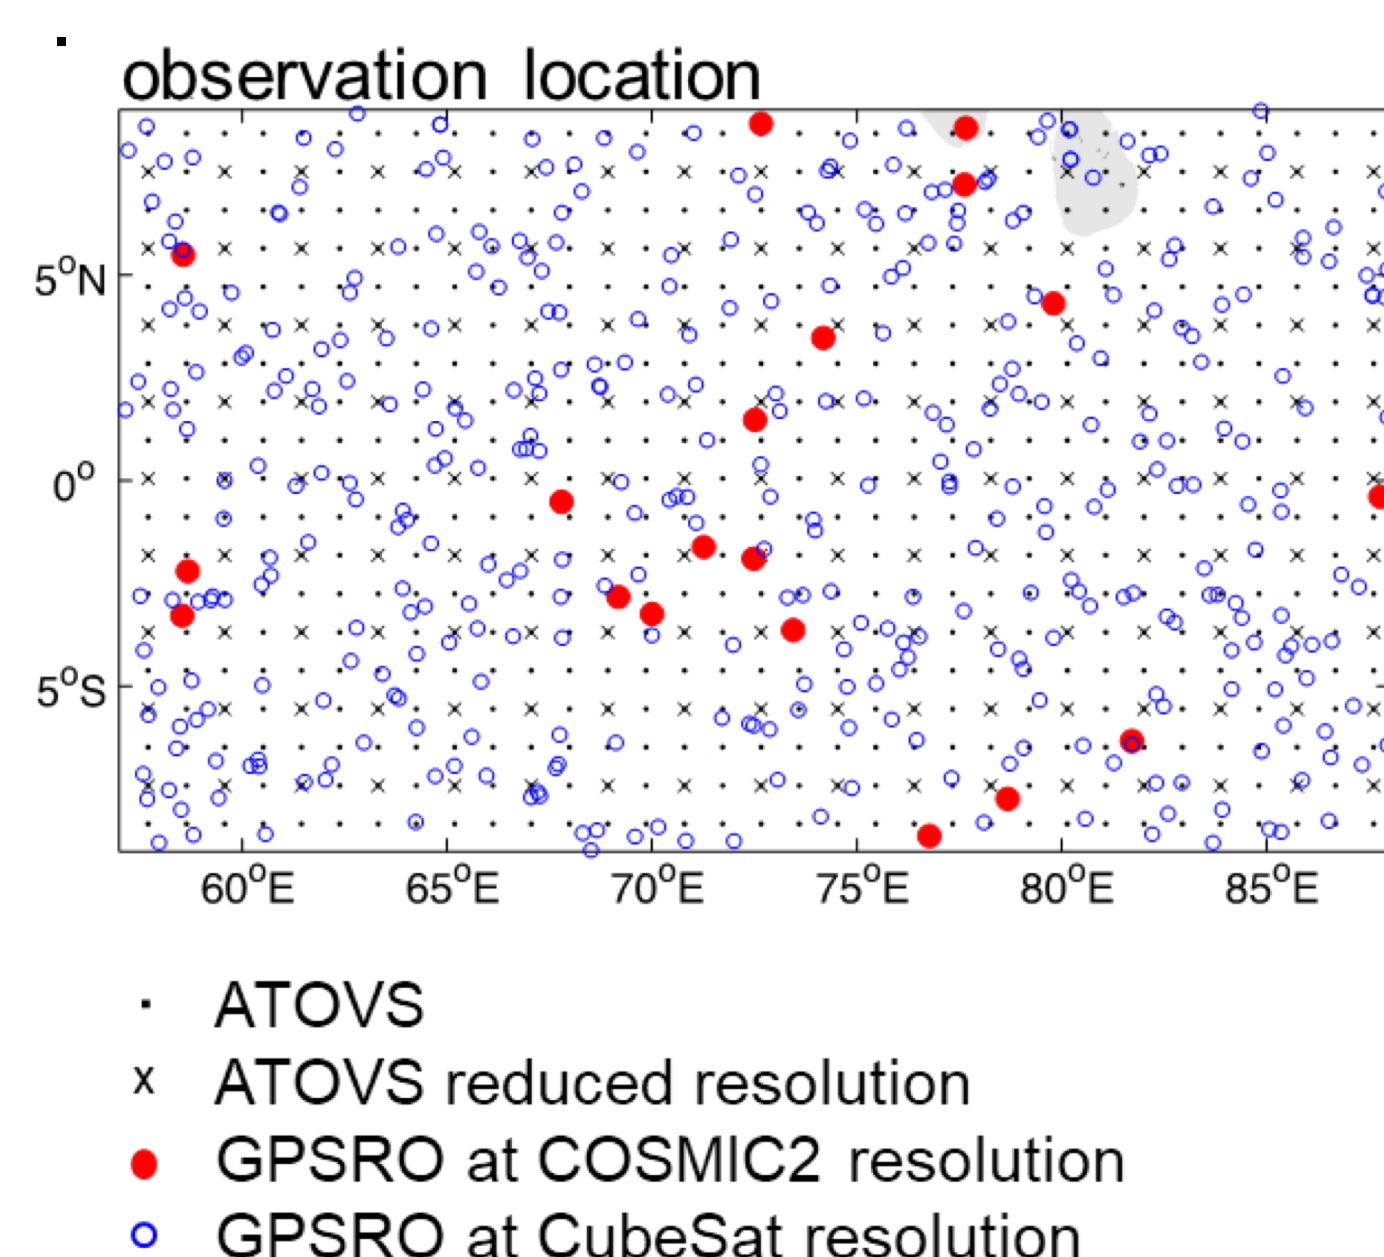 observation location
5°N
0°
5°S
60°E 65°E 70°E 75°E 80°E 85°E
ATOVS
ATOVS reduced resolution
GPSRO at COSMIC2 resolution
GPSRO at CubeSat resolution